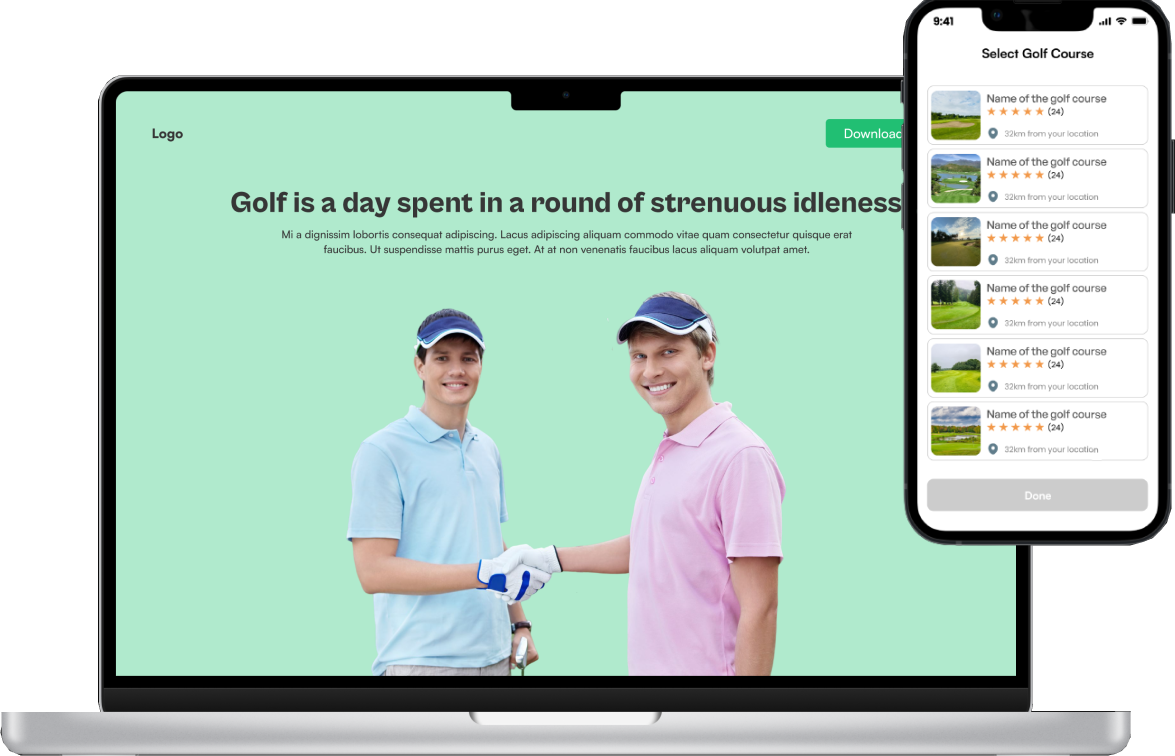 Logo
Download
Golf is a day spent in a round of strenuous idleness
Mi a dignissim lobortis consequat adipiscing. Lacus adipiscing aliquam commodo vitae quam consectetur quisque erat
faucibus. Ut suspendisse mattis purus eget. At at non venenatis faucibus lacus aliquam volutpat amet.
9:41
Select Golf Course
Name of the golf course
(24)
32km from your location
Name of the golf course
(24)
32km from your location
Name of the golf course
(24)
32km from your location
Name of the golf course
(24)
32km from your location
Name of the golf course
(24)
32km from your location
Name of the golf course
(24)
32km from your location
Done